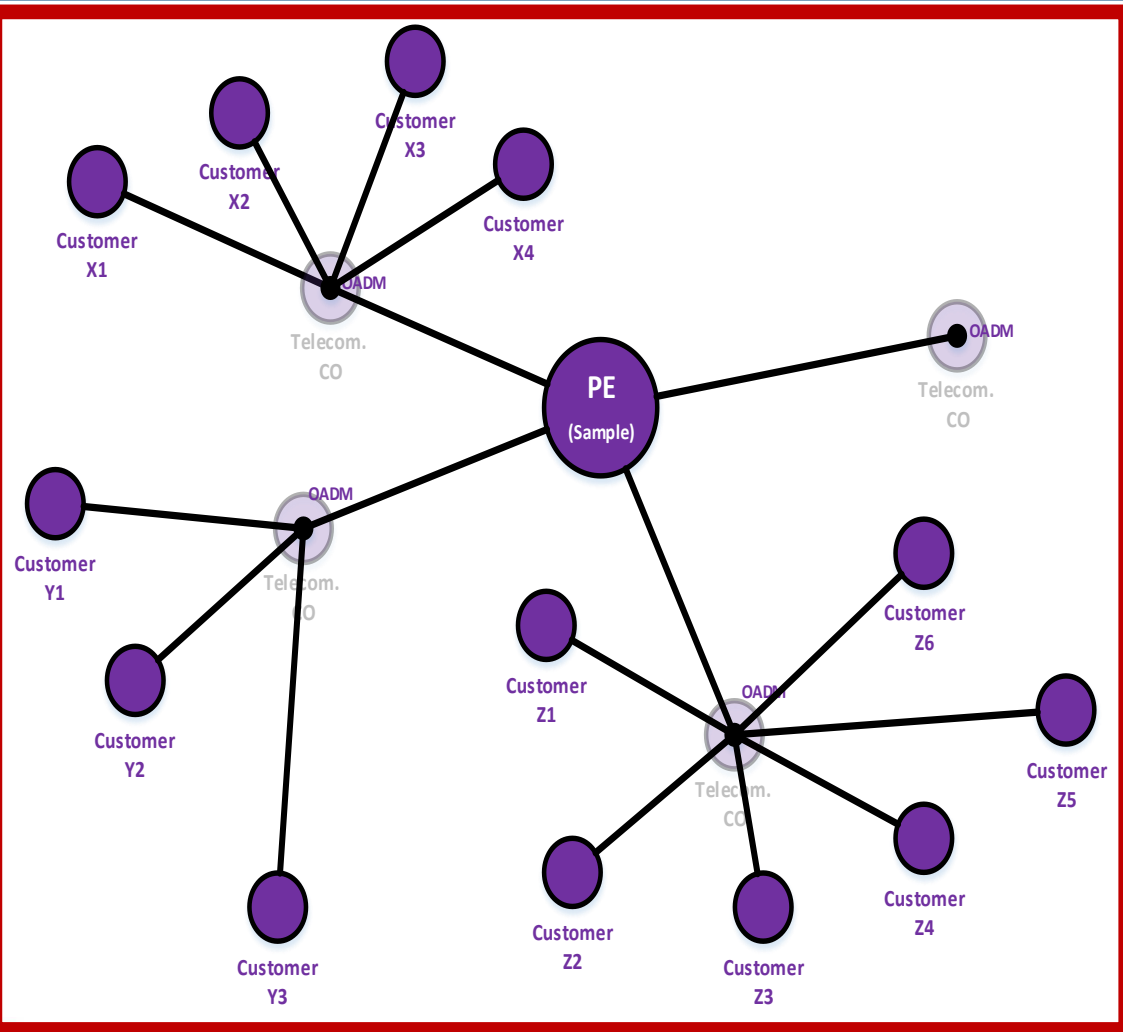 Customer
X3
Customer
X2
Customer
X4
Customer
X1
OADM
Telecom.
CO
OADM
Telecom.
CO
PE
(Sample)
OADM
Telecom.
CO
Customer
Y1
Customer
Y2
Customer
Y3
Customer
Z6
Customer
Z1
OADM
Telecom.
CO
Customer
Z5
Customer
Z4
Customer
Z2
Customer
Z3